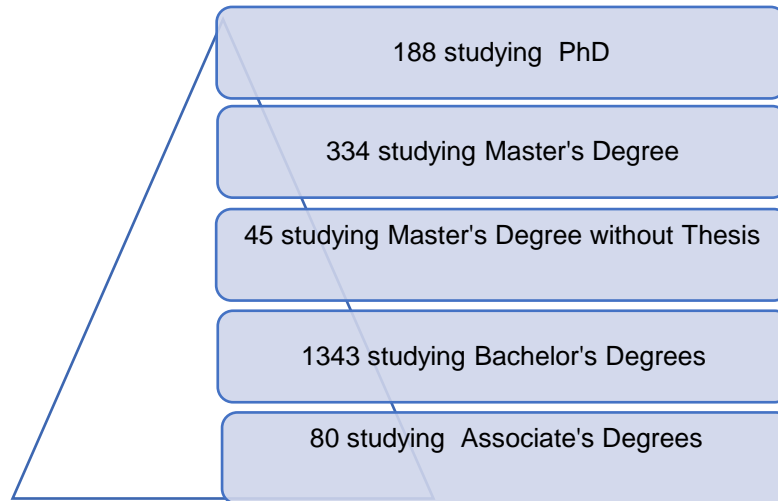 188 studying  PhD
334 studying Master's Degree
45 studying Master's Degree without Thesis
1343 studying Bachelor's Degrees
80 studying  Associate's Degrees